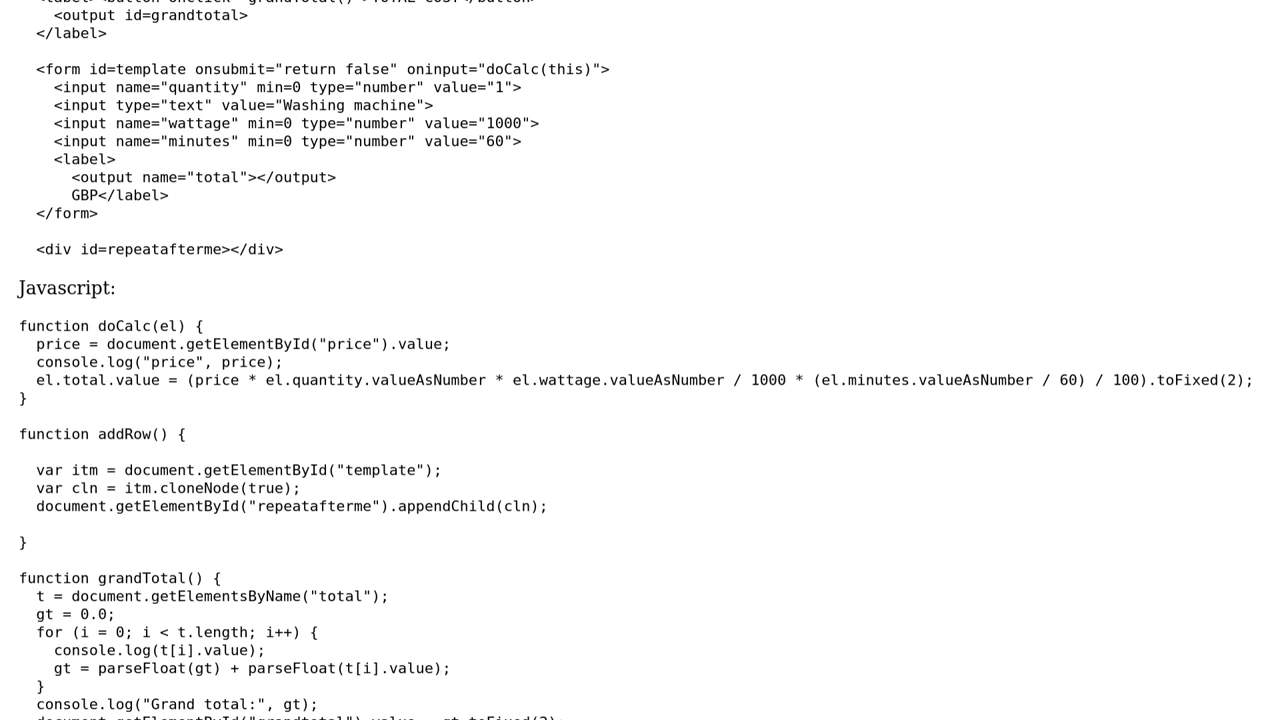 <output id=grandtotal>
</label>
<form id=template onsubmit="return false" oninput="doCalc(this)">
<input name="quantity" min=0 type="number" value="1">
<input type="text" value="Washing machine">
<input name="wattage" min=0 type="number" value="1000">
<input name="minutes" min=0 type="number" value="60">
<label>
<output name="total"></output>
GBP</label>
</form>
<div id=repeatafterme></div>
Javascript:
function doCalc(el) {
price = document.getElementById("price").value;
console.log("price", price);
el.total.value = (price * el.quantity.valueAsNumber * el.wattage.valueAsNumber / 1000 * (el.minutes.valueAsNumber / 60) / 100).toFixed(2);
}
function addRow() {
var itm = document.getElementById("template");
var cln = itm.cloneNode(true);
document.getElementById("repeatafterme").appendChild(cln);
}
function grandTotal() {
t = document.getElementsByName("total");
gt = 0.0;
for (i = 0; i < t.length; i++) {
console.log(t[i].value);
gt = parseFloat(gt) + parseFloat(t[i].value);
}
console.log("Grand total:", gt);